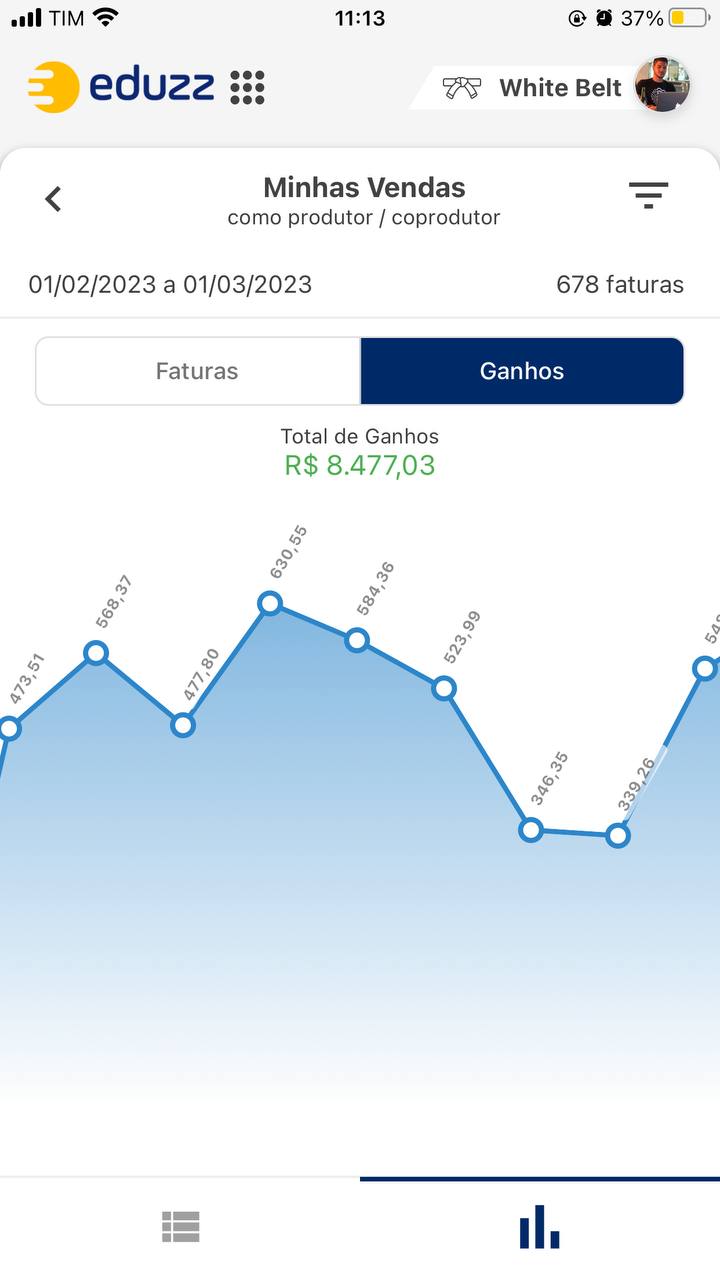 TIM 11:13 37%
eduzz White Belt
Minhas Vendas
como produtor / coprodutor
01/02/2023 a 01/03/2023 678 faturas
Faturas Ganhos
Total de Ganhos
R$ 8.477,03
473,51
568,37
477,80
630,55
584,36
523,99
346,35
339,26